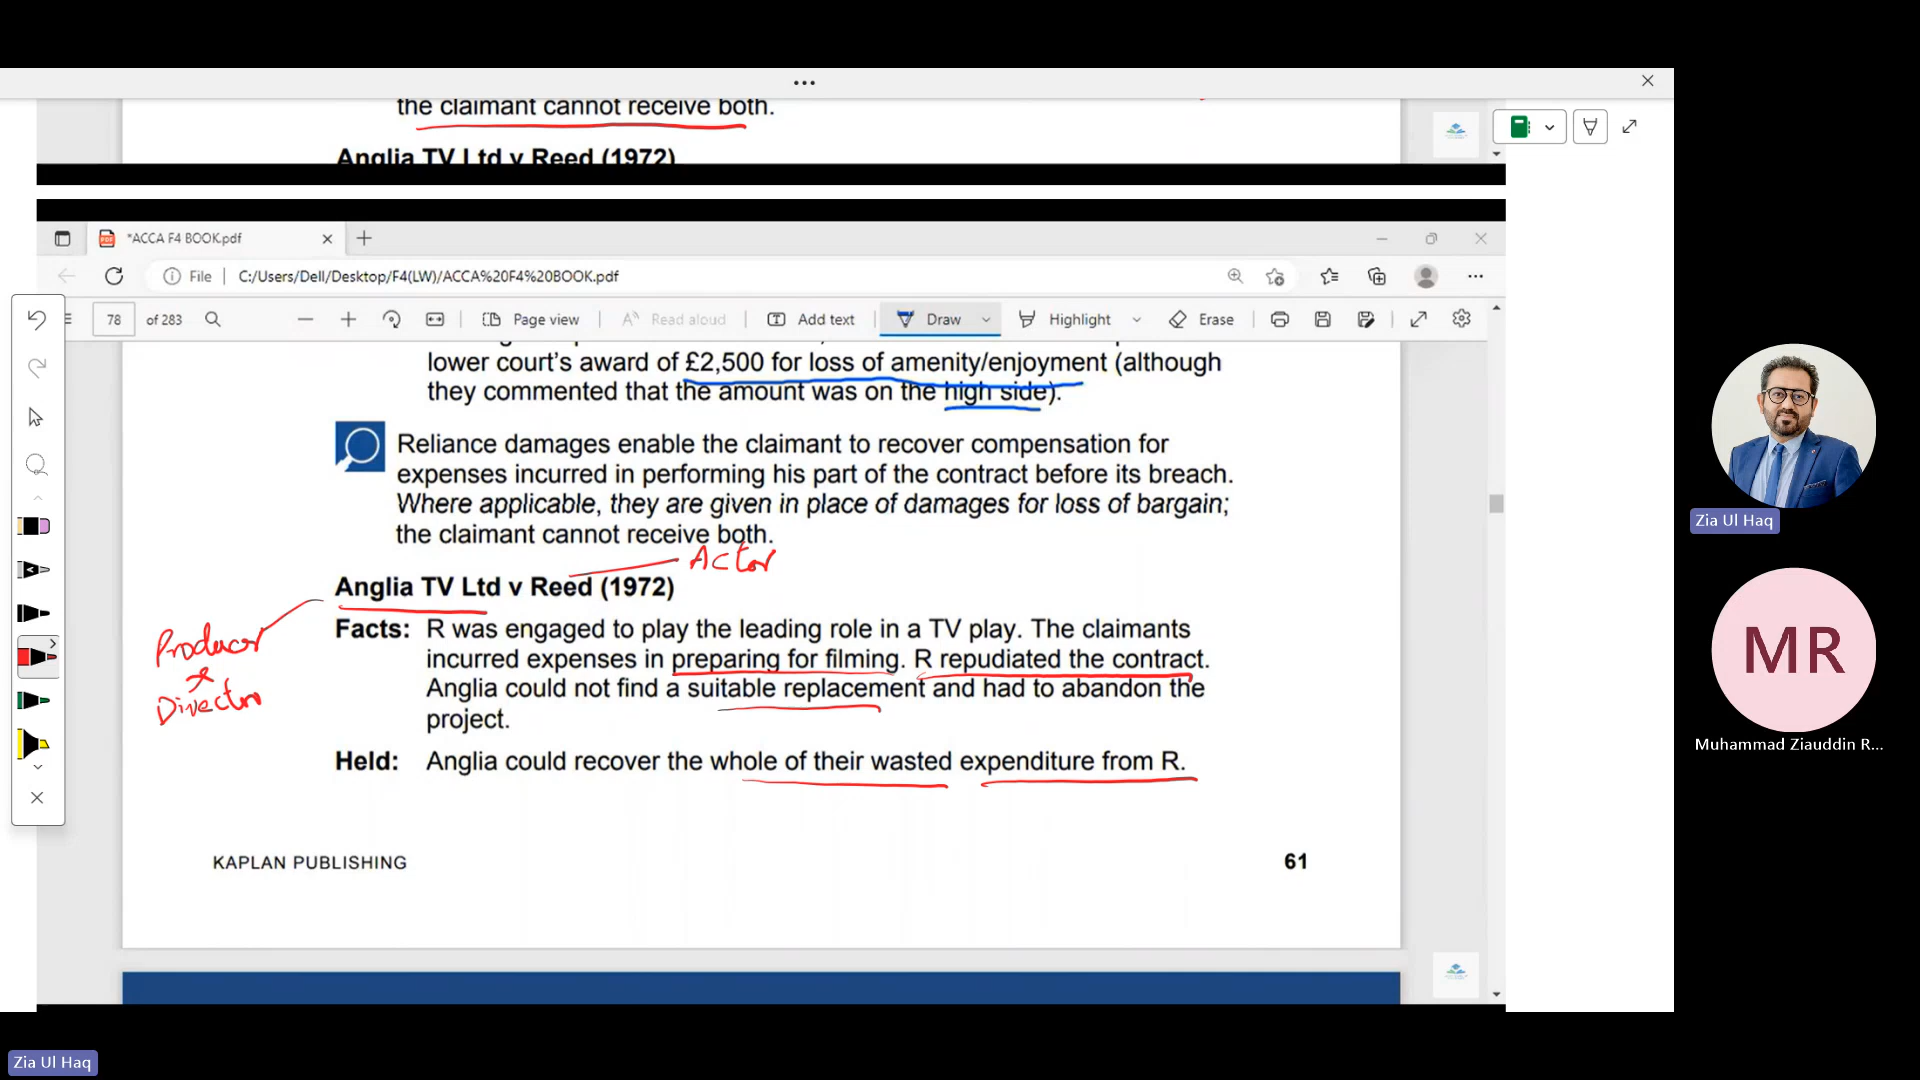 the claimant cannot receive both.
Anglia TV Ltd v Reed (1972)
*ACCA F4 BOOK.pdf
File C:/Users/Dell/Desktop/F4(LW)/ACCA%20F4%20BOOK.pdf
78 of 283 Page view Read aloud Add text Draw Highlight Erase
lower court's award of £2,500 for loss of amenity/enjoyment (although
they commented that the amount was on the high side).
Reliance damages enable the claimant to recover compensation for
expenses incurred in performing his part of the contract before its breach.
Where applicable, they are given in place of damages for loss of bargain;
the claimant cannot receive both.
Actor
Anglia TV Ltd v Reed (1972)
Producer
&
Director
Facts: R was engaged to play the leading role in a TV play. The claimants
incurred expenses in preparing for filming. R repudiated the contract.
Anglia could not find a suitable replacement and had to abandon the
project.
Held: Anglia could recover the whole of their wasted expenditure from R.
KAPLAN PUBLISHING 61
Zia Ul Haq
MR
Muhammad Ziauddin R...
Zia Ul Haq